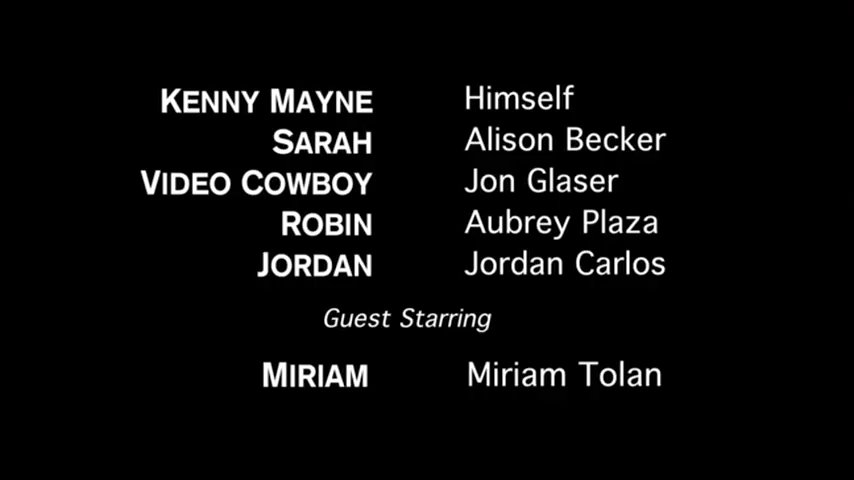 KENNY MAYNE Himself
SARAH Alison Becker
VIDEO COWBOY Jon Glaser
ROBIN Aubrey Plaza
JORDAN Jordan Carlos
Guest Starring
MIRIAM Miriam Tolan